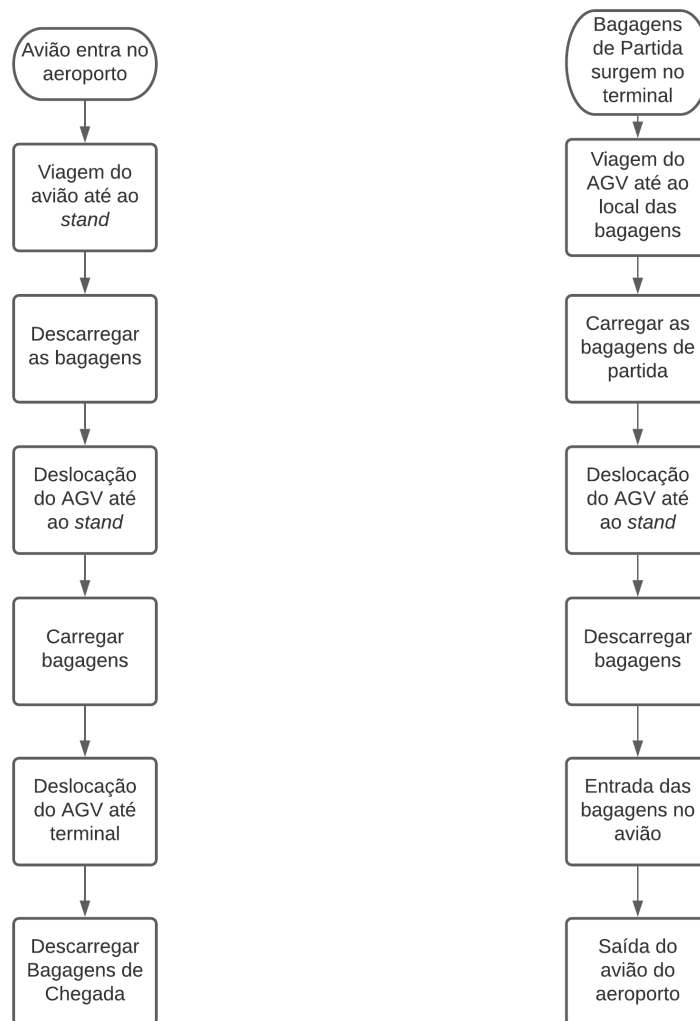 Avião entra no
aeroporto
Viagem do
avião até ao
stand
Descarregar
as bagagens
Deslocação
do AGV até
ao stand
Carregar
bagagens
Deslocação
do AGV até
terminal
Descarregar
Bagagens de
Chegada
Bagagens
de Partida
surgem no
terminal
Viagem do
AGV até ao
local das
bagagens
Carregar as
bagagens de
partida
Deslocação
do AGV até
ao stand
Descarregar
bagagens
Entrada das
bagagens no
avião
Saída do
avião do
aeroporto